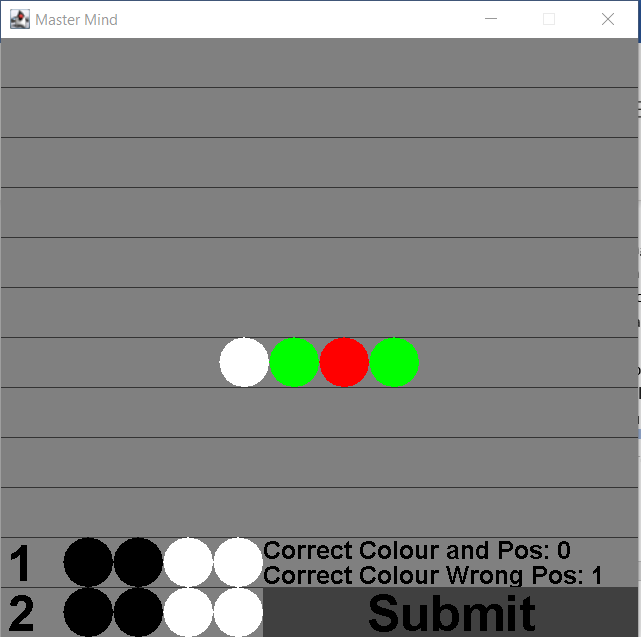 Master Mind
1
Correct Colour and Pos: 0
Correct Colour Wrong Pos: 1
2
Submit